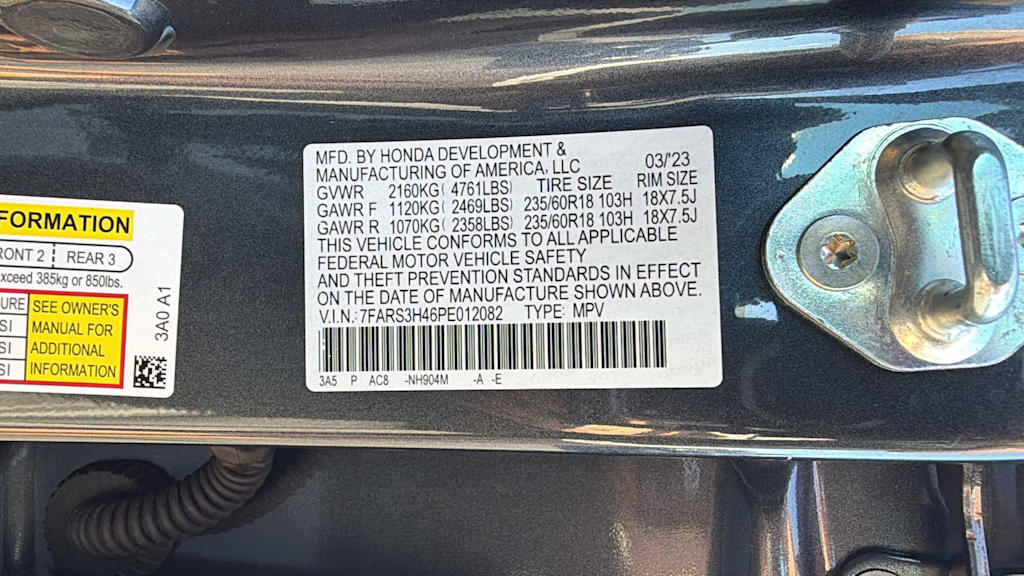 MFD. BY HONDA DEVELOPMENT &
MANUFACTURING OF AMERICA, LLC 03/'23
GVWR 2160KG( 4761LBS) TIRE SIZE RIM SIZE
GAWR F 1120KG( 2469LBS) 235/60R18 103H 18X7.5J
GAWR R 1070KG( 2358LBS) 235/60R18 103H 18X7.5J
THIS VEHICLE CONFORMS TO ALL APPLICABLE
FEDERAL MOTOR VEHICLE SAFETY
AND THEFT PREVENTION STANDARDS IN EFFECT
ON THE DATE OF MANUFACTURE SHOWN ABOVE.
V.I.N.: 7FARS3H46PE012082 TYPE: MPV
3A5 P AC8 -NH904M -A -E
FORMATION
RONT 2 REAR 3
exceed 385kg or 850lbs.
URE SEE OWNER'S
SI MANUAL FOR
SI ADDITIONAL
SI INFORMATION
3A0 A1